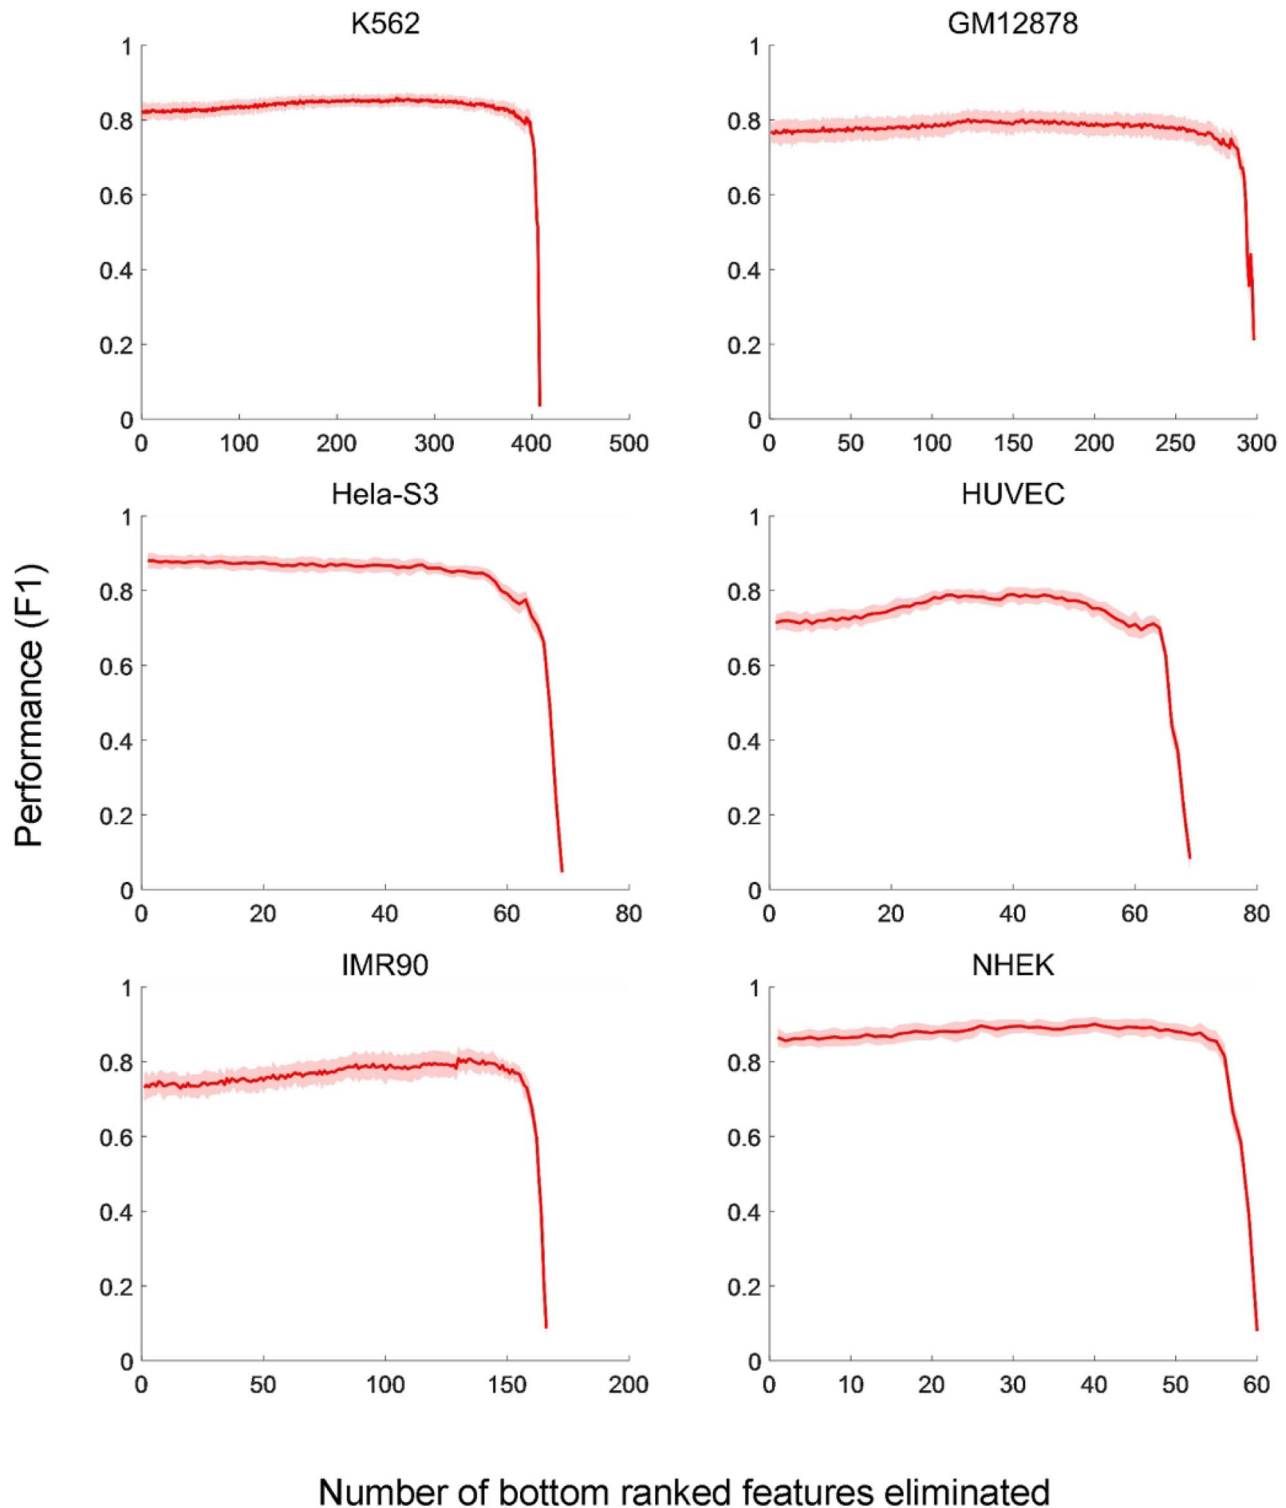 K562
GM12878
1
0.8
0.6
0.4
0.2
0
0 100 200 300 400 500
1
0.8
0.6
0.4
0.2
0
0 50 100 150 200 250 300
Hela-S3
HUVEC
1
0.8
0.6
0.4
0.2
0
0 20 40 60 80
1
0.8
0.6
0.4
0.2
0
0 20 40 60 80
Performance (F1)
IMR90
NHEK
1
0.8
0.6
0.4
0.2
0
0 50 100 150 200
1
0.8
0.6
0.4
0.2
0
0 10 20 30 40 50 60
Number of bottom ranked features eliminated